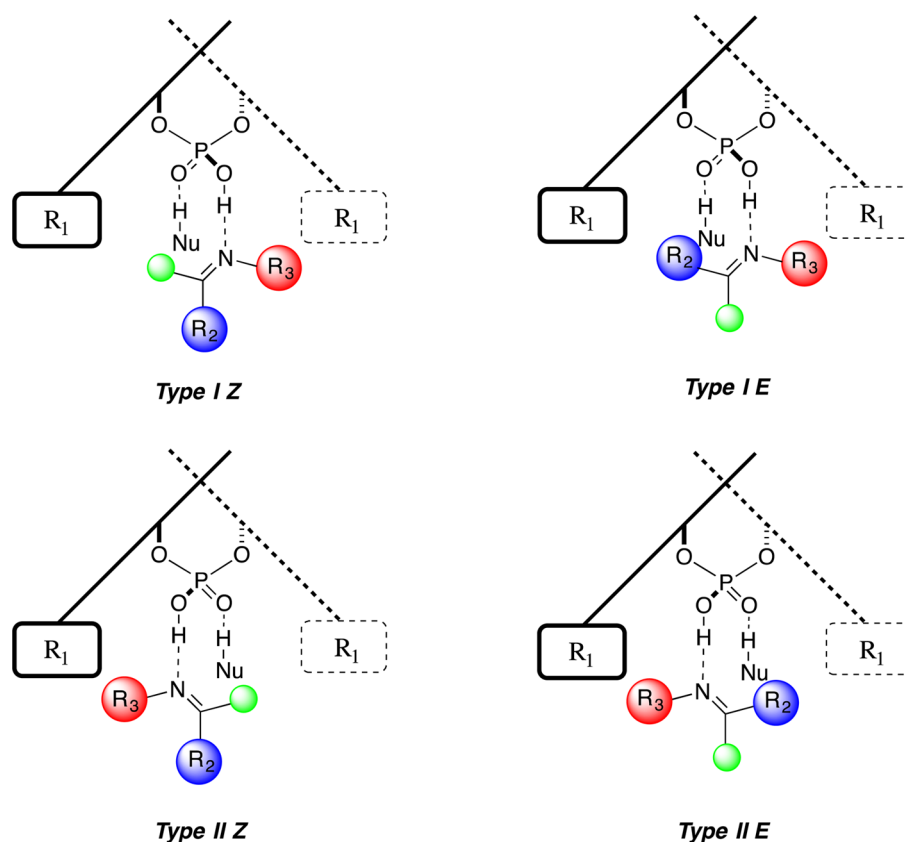 O O
P
O O
H H
R1 R1
Nu
N R3
R2
Type I Z
O O
P
O O
H H
R1 R1
R2 Nu
N R3
Type I E
O O
P
O O
H H
R1 R1
Nu
R3 N
R2
Type II Z
O O
P
O O
H H
R1 R1
Nu
R3 N R2
Type II E